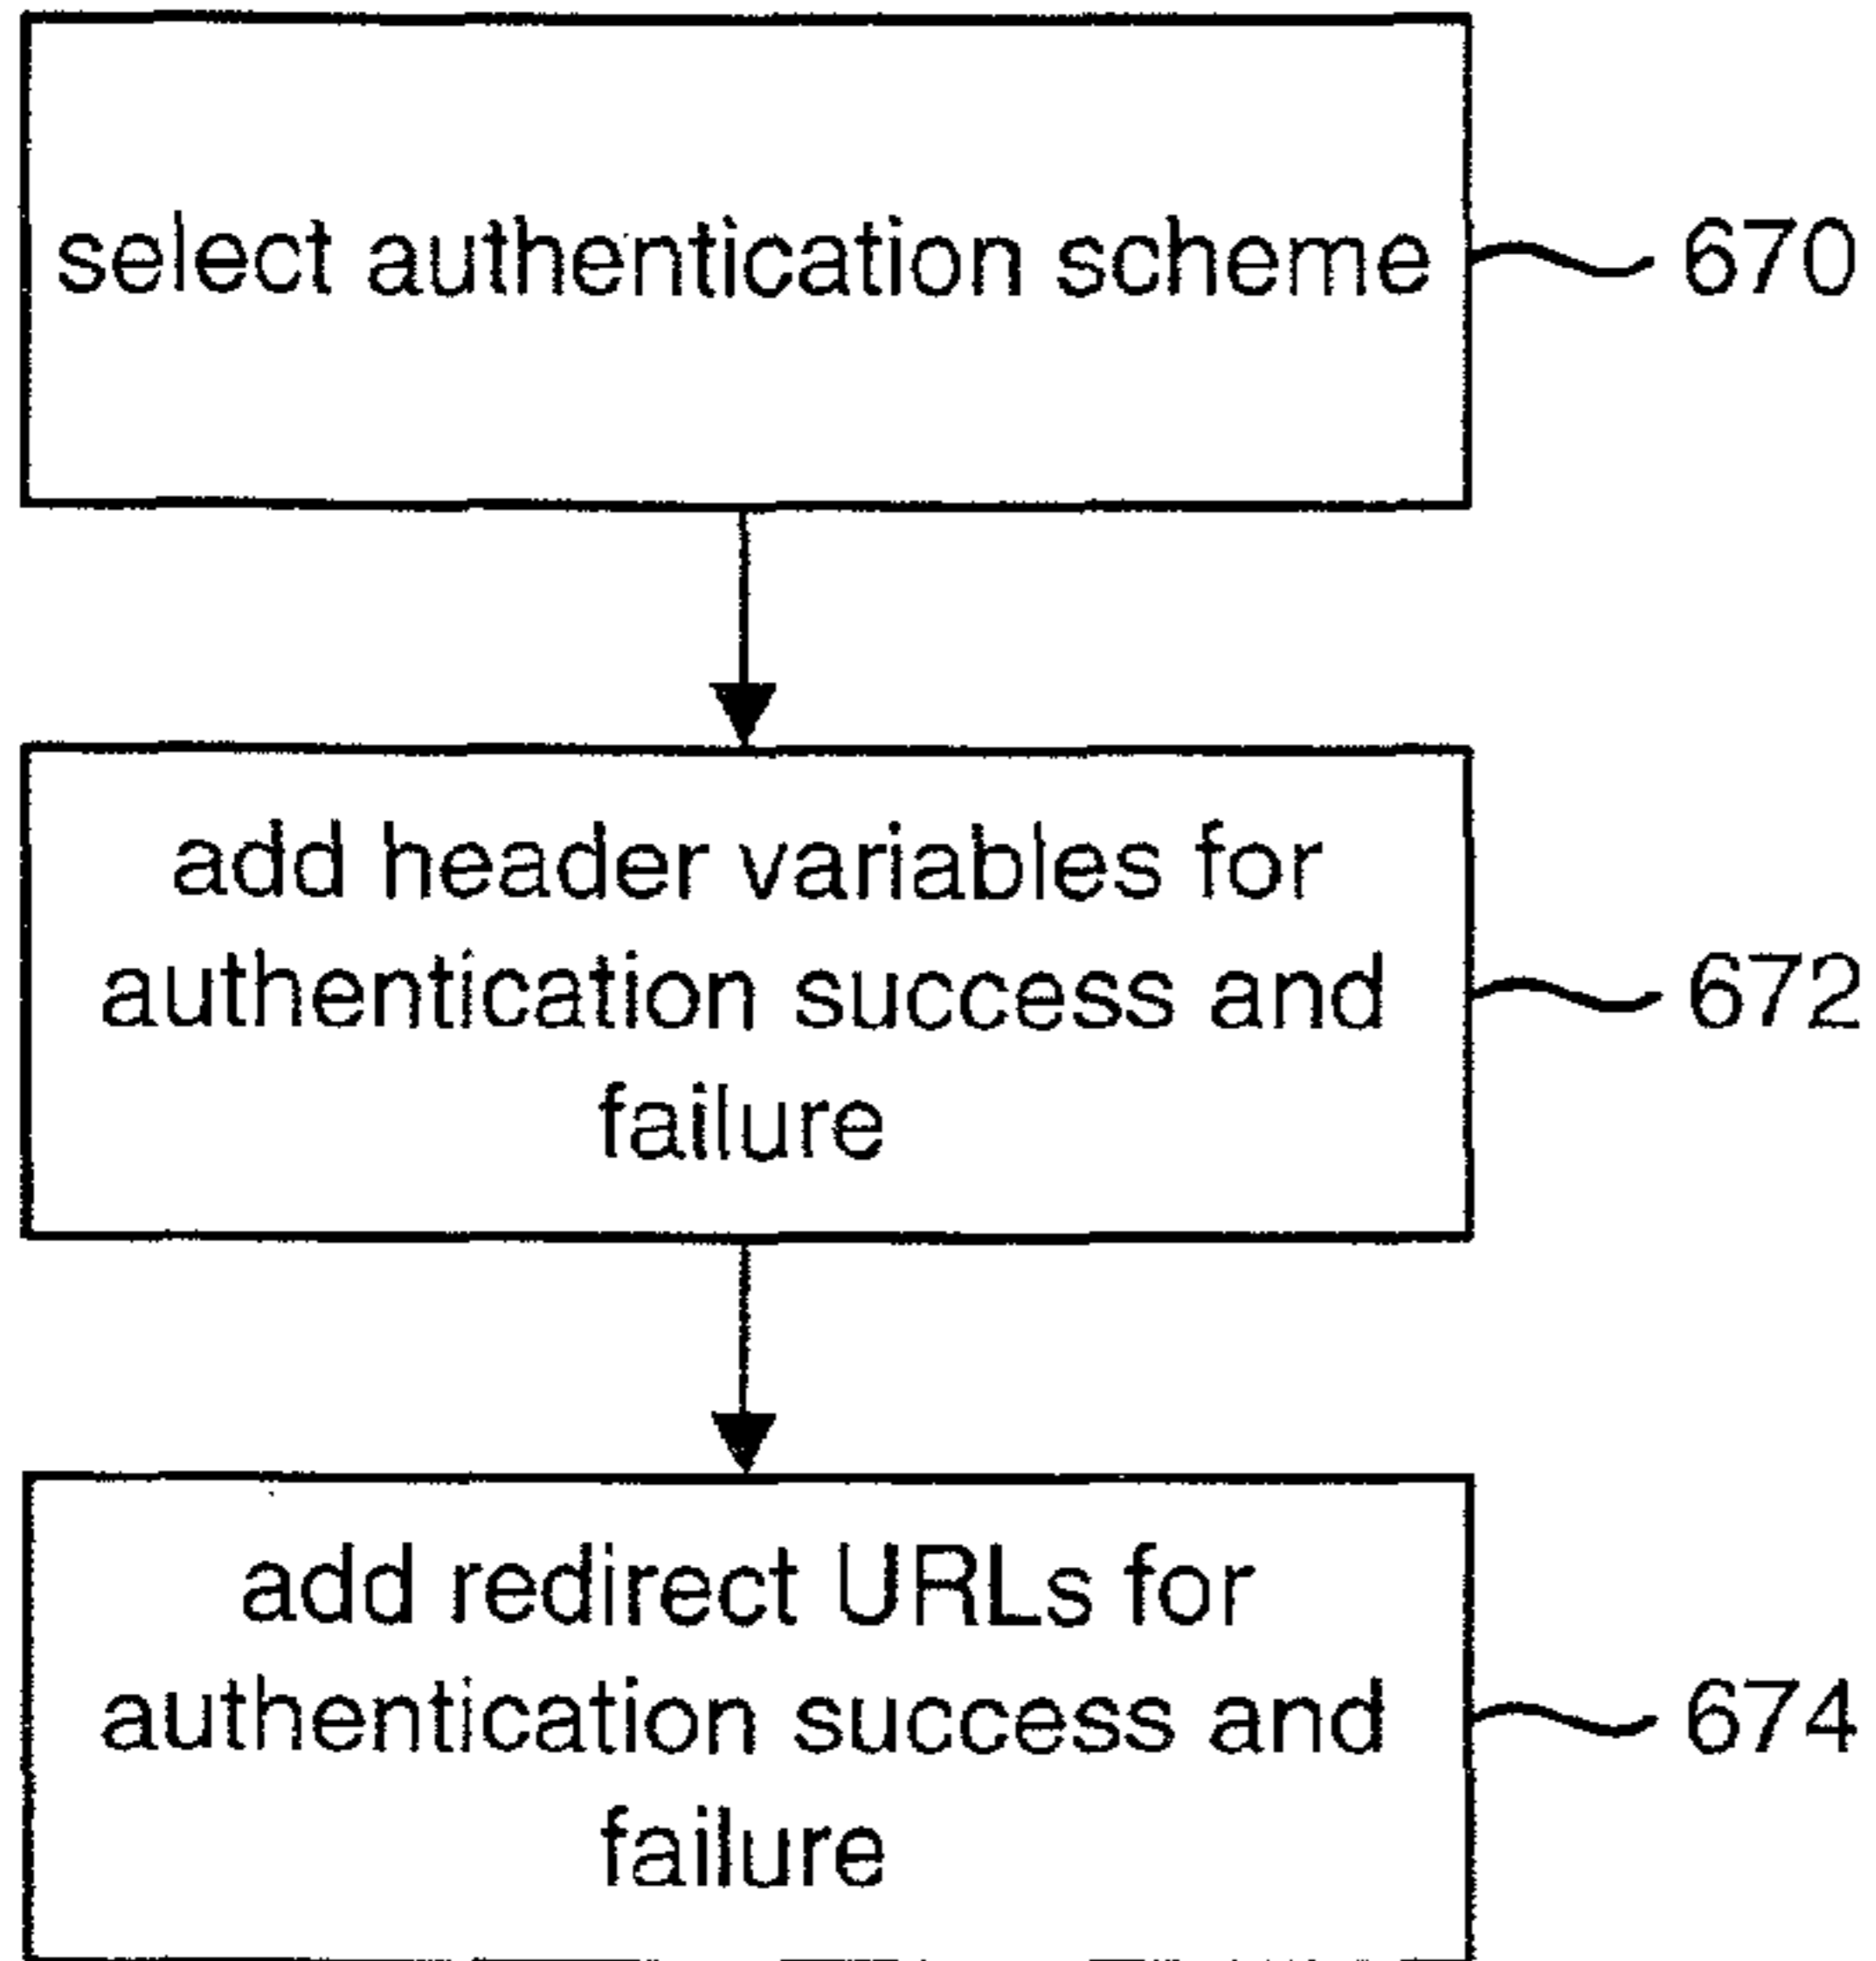 select authentication scheme
670
add header variables for
authentication success and
failure
672
add redirect URLs for
authentication success and
failure
674